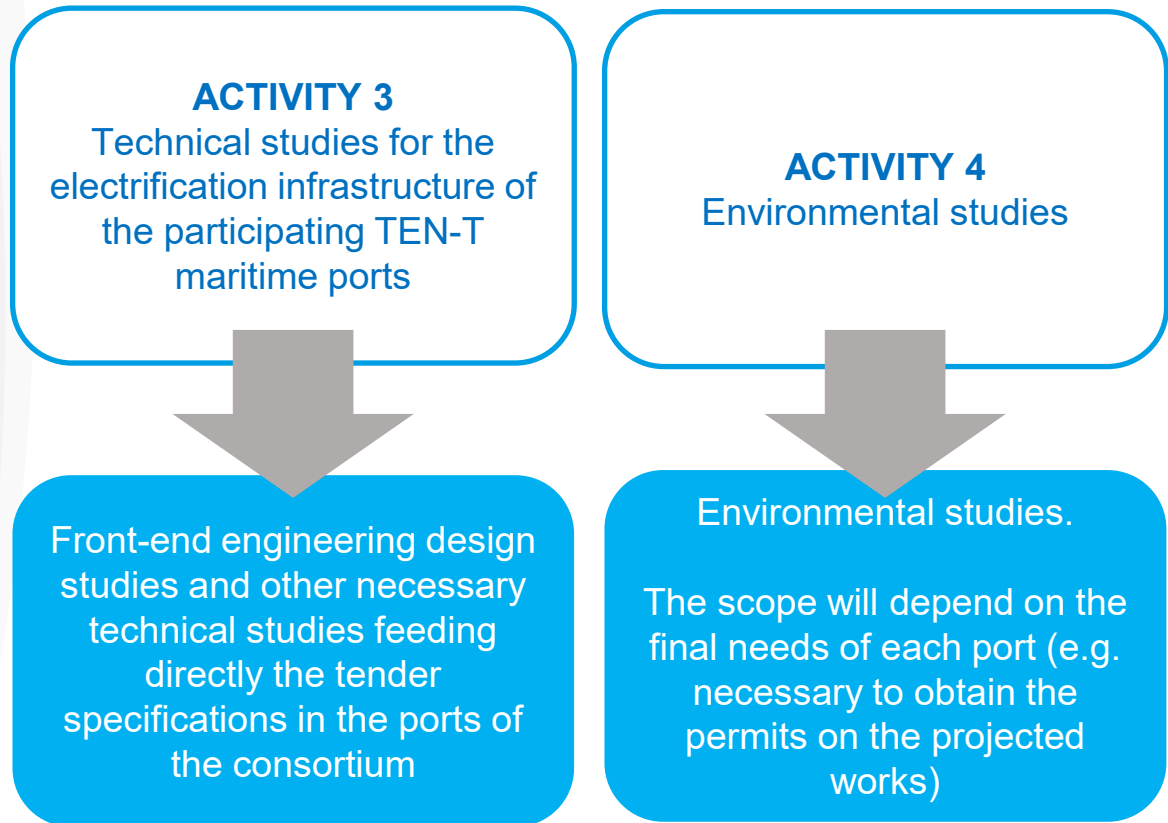 ACTIVITY 3
Technical studies for the
electrification infrastructure of
the participating TEN-T
maritime ports
Front-end engineering design
studies and other necessary
technical studies feeding
directly the tender
specifications in the ports of
the consortium
ACTIVITY 4
Environmental studies
Environmental studies.
The scope will depend on the
final needs of each port (e.g.
necessary to obtain the
permits on the projected
works)